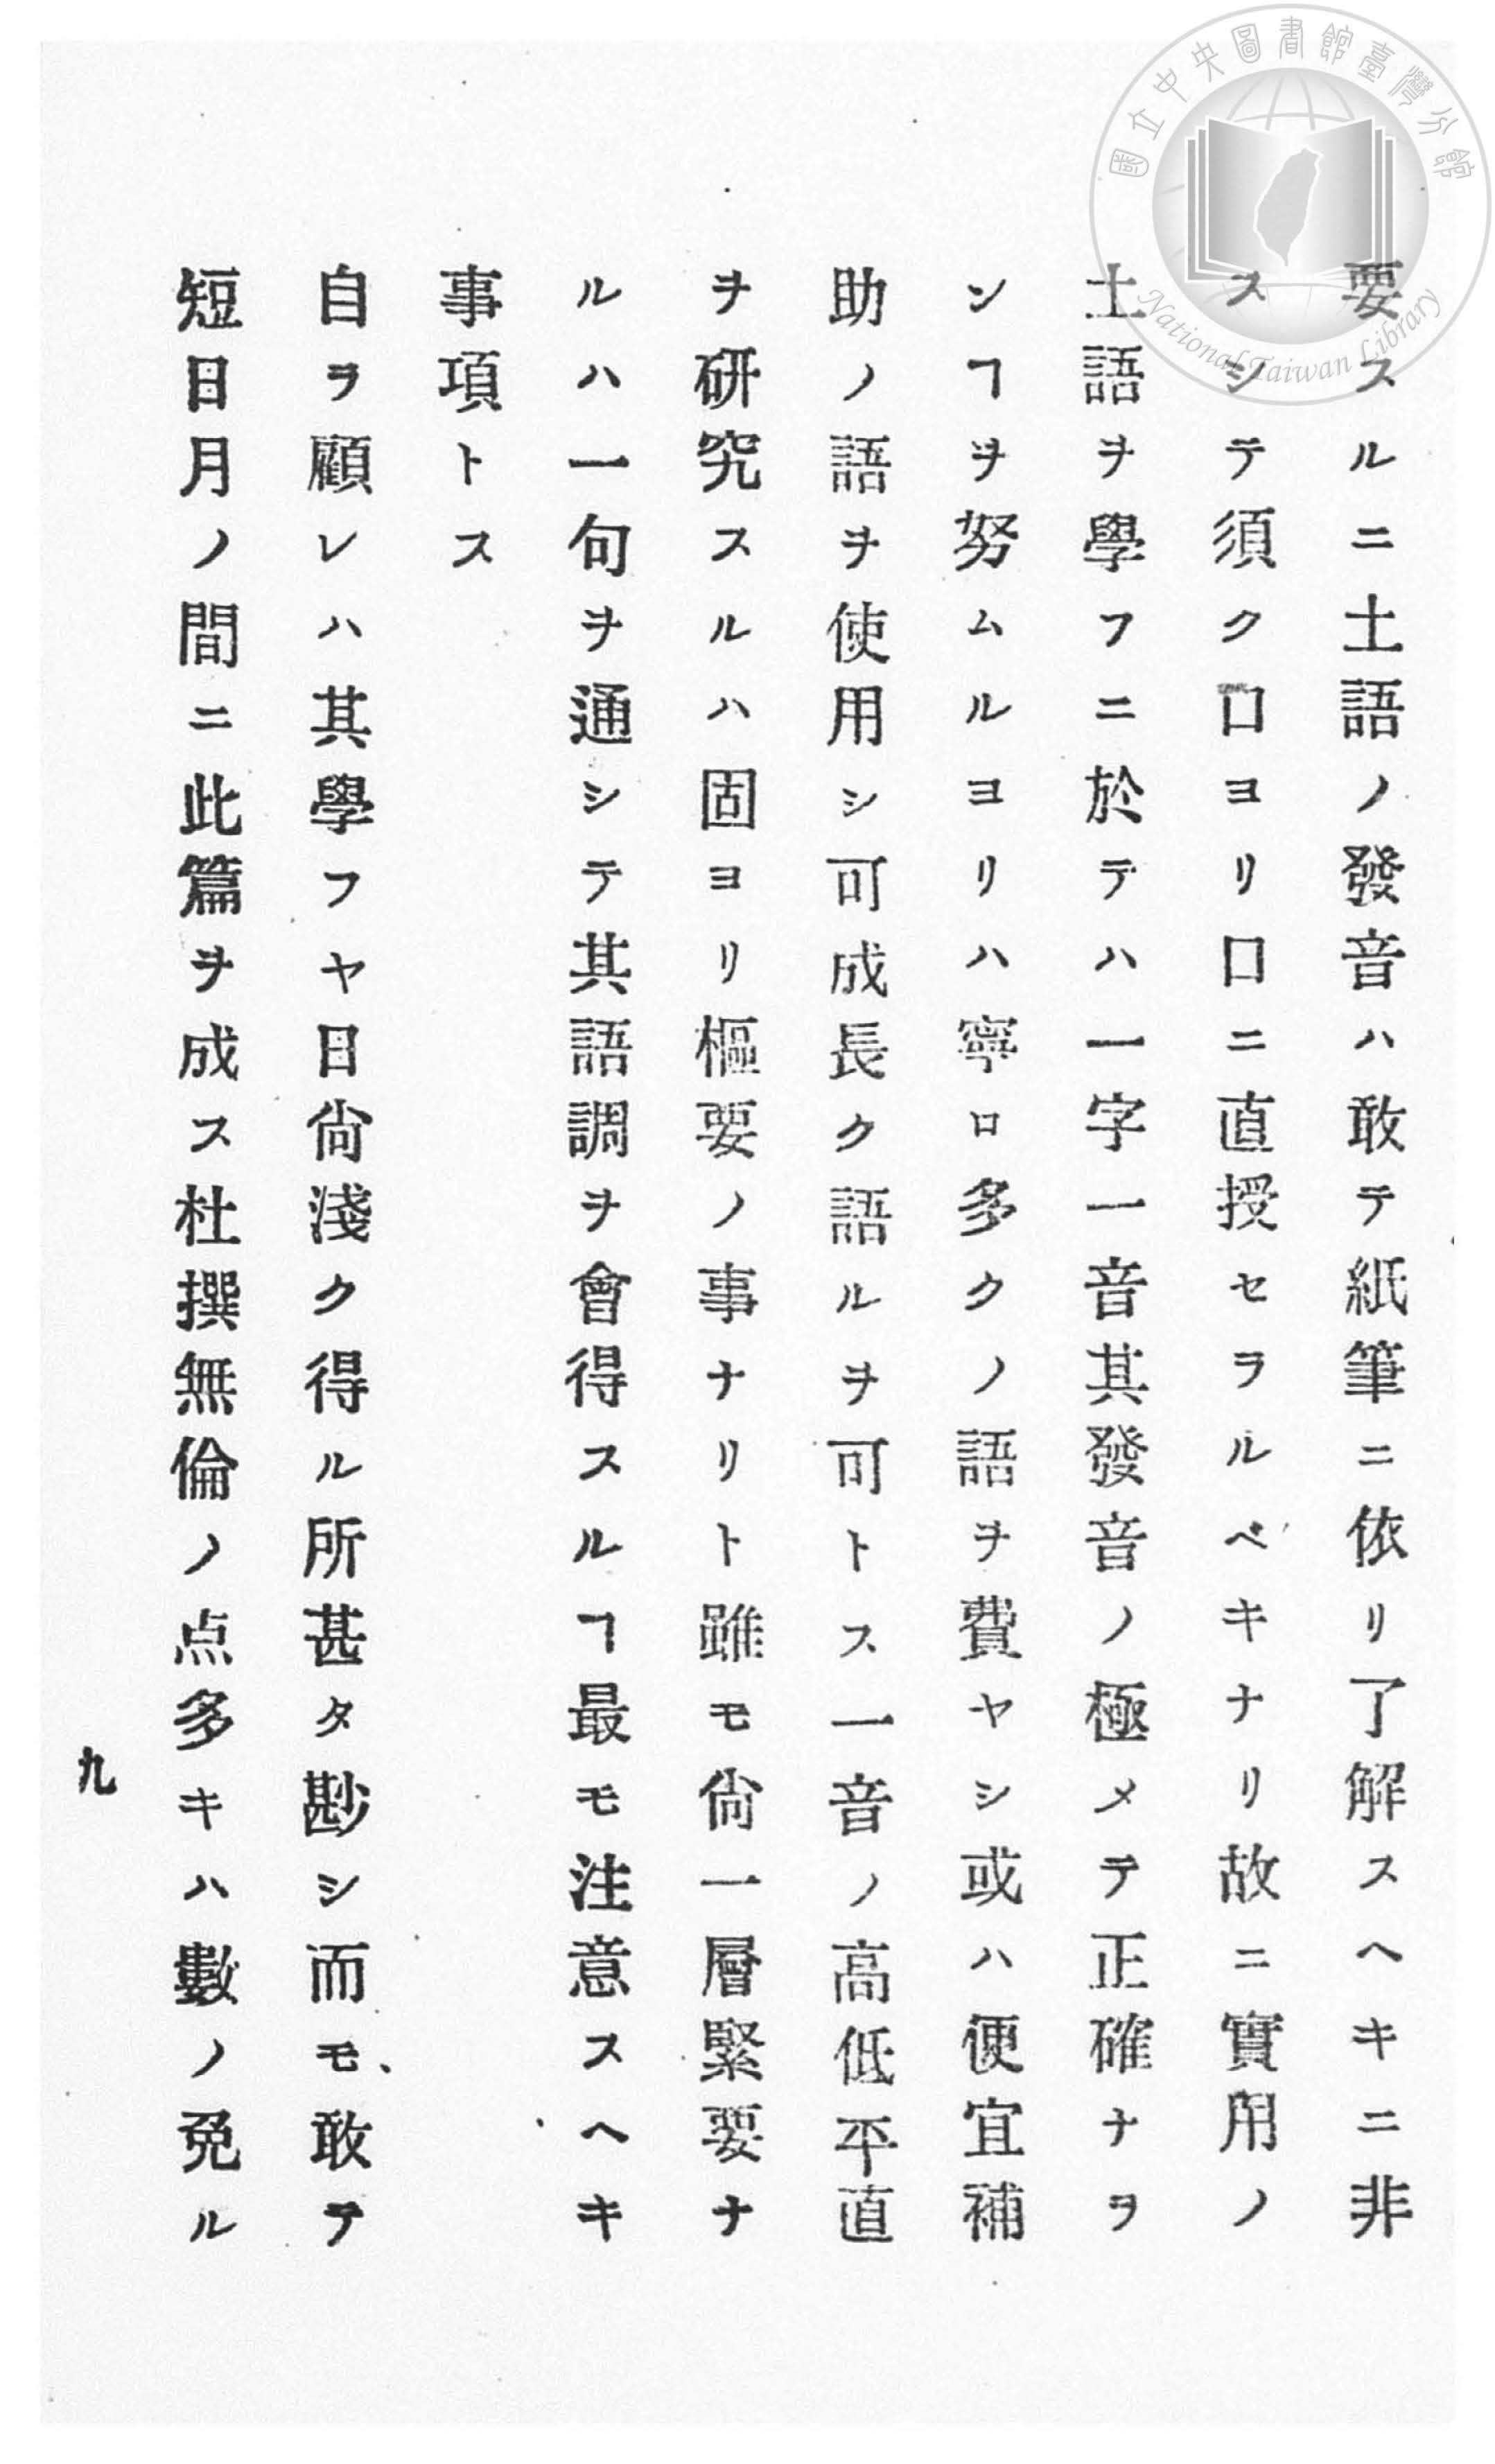 國立中央圖書館臺灣分館
National Taiwan Library
要スルニ土語ノ發音ハ敢テ紙筆ニ依リ了解スヘキニ非
スシテ須ク口ヨリ口ニ直授セラルベキナリ故ニ實用ノ
土語ヲ學フニ於テハ一字一音其發音ノ極メテ正確ナヲ
ンヿヲ努ムルヨリハ寧ロ多クノ語ヲ費ヤシ或ハ便宜補
助ノ語ヲ使用シ可成長ク語ルヲ可トス一音ノ高低平直
ヲ研究スルハ固ヨリ樞要ノ事ナリト雖モ尙一層緊要ナ
ルハ一句ヲ通シテ其語調ヲ會得スルヿ最モ注意スヘキ
事項トス
自ヲ顧レハ其學フヤ日尙淺ク得ル所甚タ尠シ而モ、敢テ
短日月ノ間ニ此篇ヲ成ス杜撰無倫ノ点多キハ數ノ免ル
九